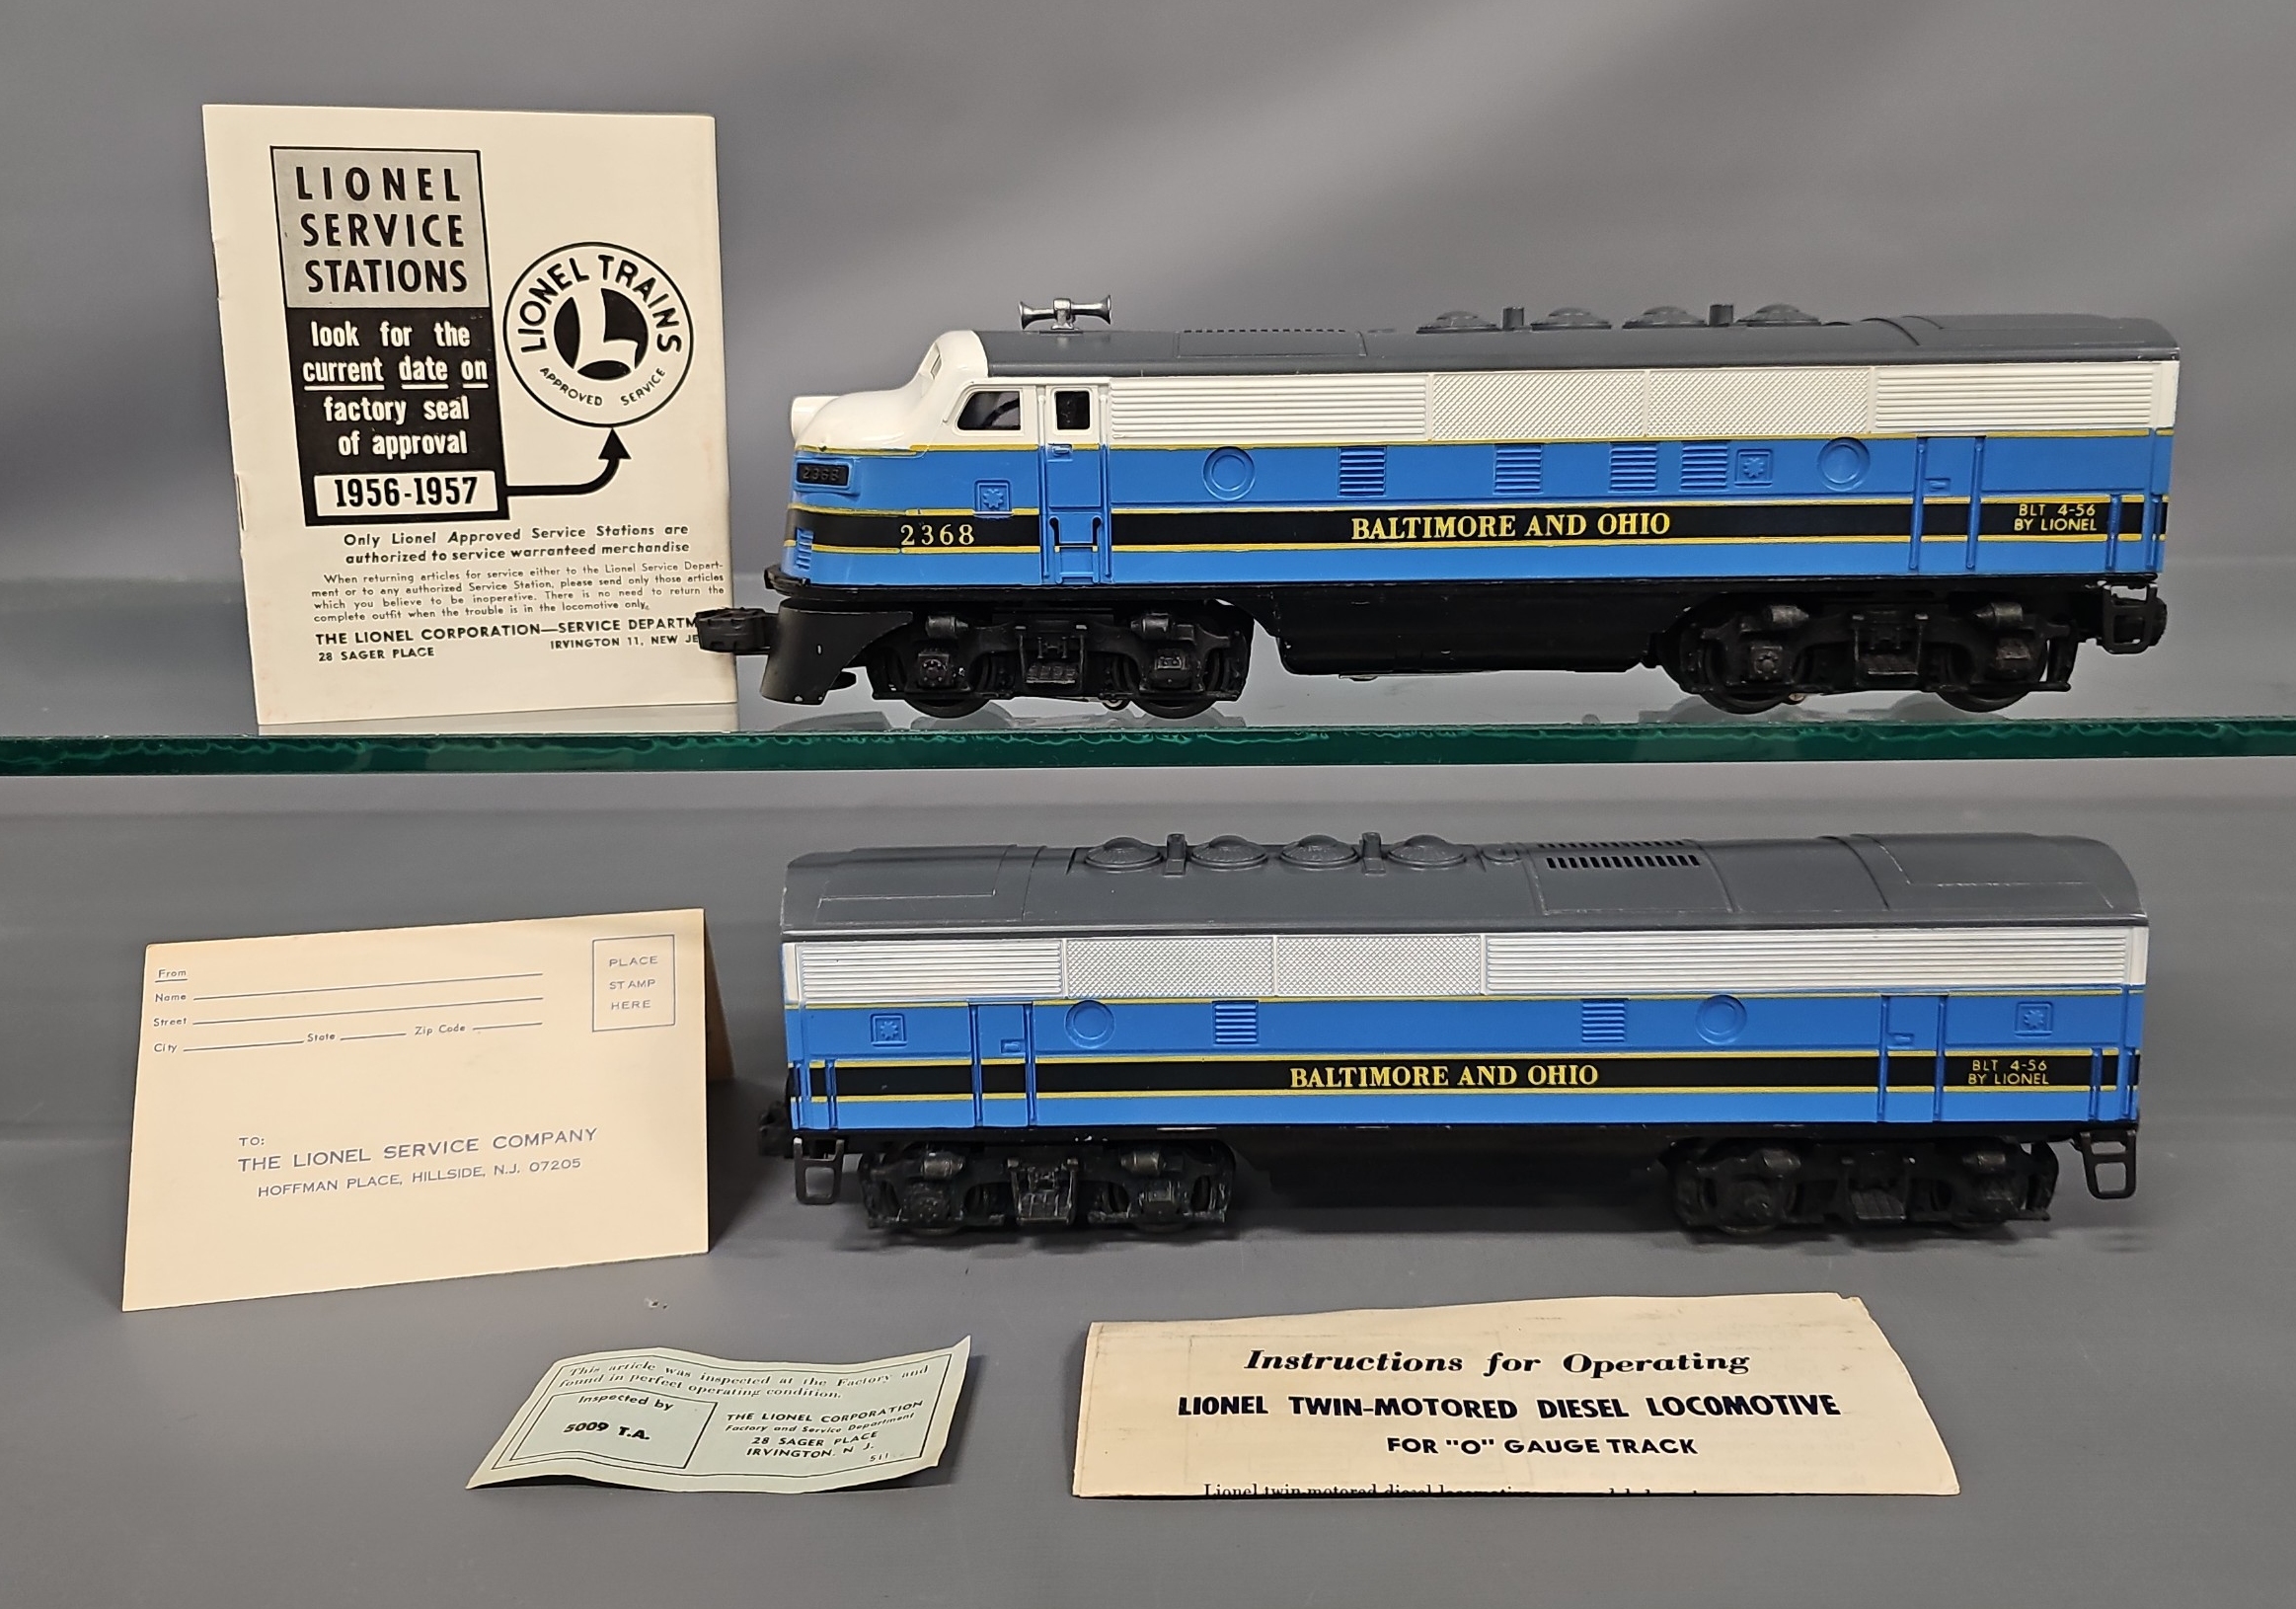 LIONEL
SERVICE
STATIONS
look for the
current date on
factory seal
of approval
1956-1957
LIONEL TRAINS
L
APPROVED SERVICE
Only Lionel Approved Service Stations are
authorized to service warranteed merchandise
When returning articles for service either to the Lionel Service Depart-
ment or to any authorized Service Station, please send only those articles
which you believe to be inoperative. There is no need to return the
complete outfit when the trouble is in the locomotive only.
THE LIONEL CORPORATION—SERVICE DEPARTM
28 SAGER PLACE IRVINGTON 11, NEW JE
2368
2368
BALTIMORE AND OHIO
BLT 4-56
BY LIONEL
BALTIMORE AND OHIO
BLT 4-56
BY LIONEL
From
Name
Street
City State Zip Code
PLACE
STAMP
HERE
TO:
THE LIONEL SERVICE COMPANY
HOFFMAN PLACE, HILLSIDE, N.J. 07205
This article was inspected at the Factory and
found in perfect operating condition.
Inspected by
5009 T.A.
THE LIONEL CORPORATION
Factory and Service Department
28 SAGER PLACE
IRVINGTON, N. J.
Instructions for Operating
LIONEL TWIN-MOTORED DIESEL LOCOMOTIVE
FOR "O" GAUGE TRACK
Lionel twin-motored diesel